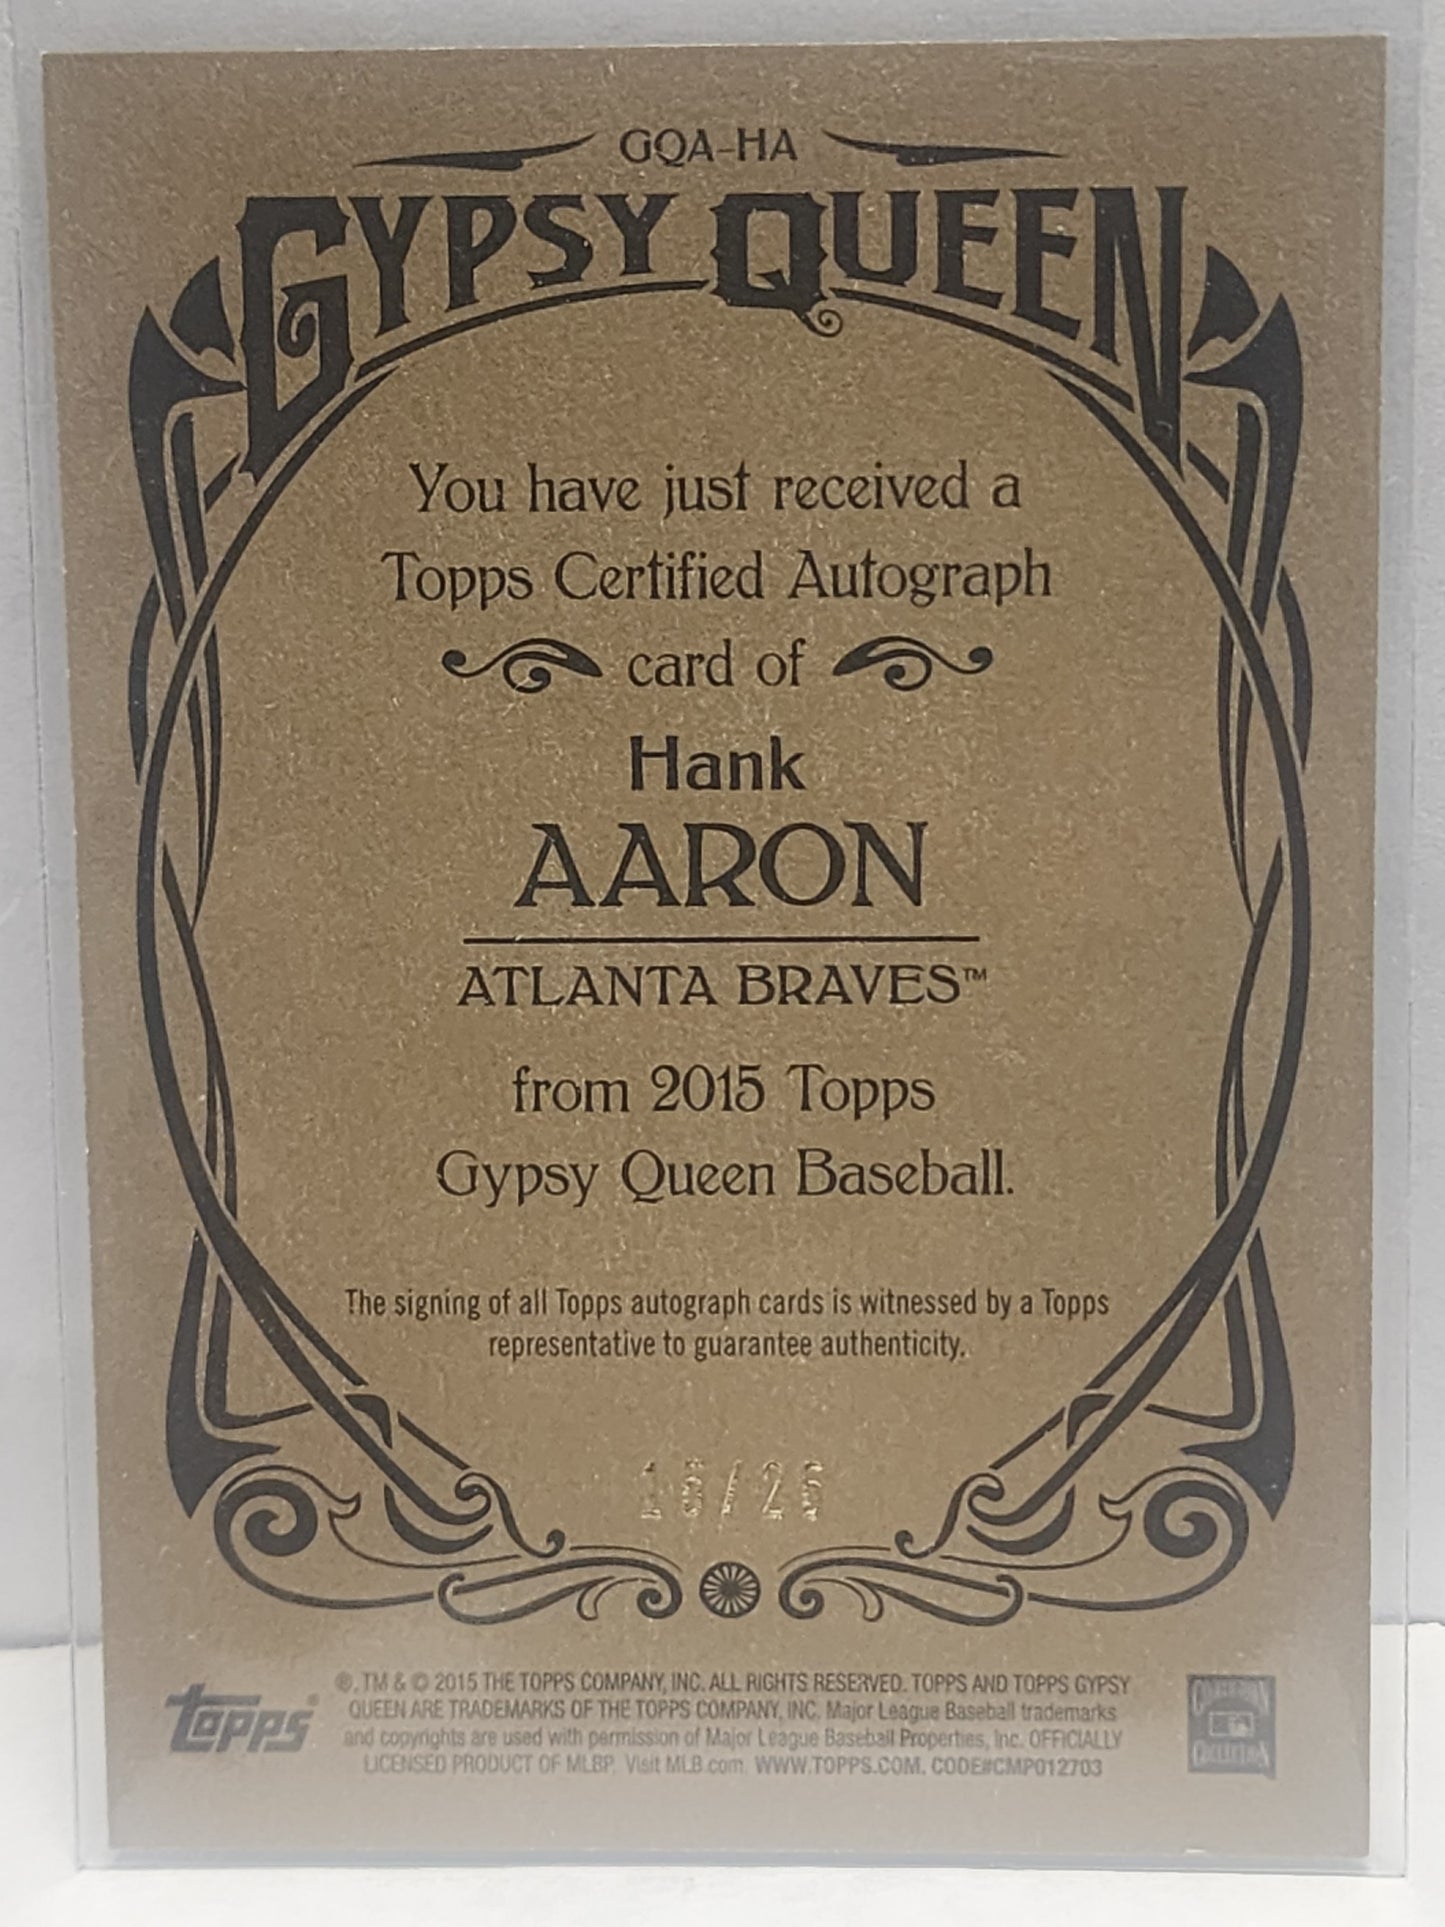 GQA-HA
GYPSY QUEEN
You have just received a
Topps Certified Autograph
card of
Hank
AARON
ATLANTA BRAVES™
from 2015 Topps
Gypsy Queen Baseball.
The signing of all Topps autograph cards is witnessed by a Topps
representative to guarantee authenticity.
topps®
®, TM & © 2015 THE TOPPS COMPANY, INC. ALL RIGHTS RESERVED. TOPPS AND TOPPS GYPSY
QUEEN ARE TRADEMARKS OF THE TOPPS COMPANY, INC. Major League Baseball trademarks
and copyrights are used with permission of Major League Baseball Properties, Inc. OFFICIALLY
LICENSED PRODUCT OF MLBP. Visit MLB.com. WWW.TOPPS.COM. CODE#CMP012703
COOPERSTOWN
COLLECTION